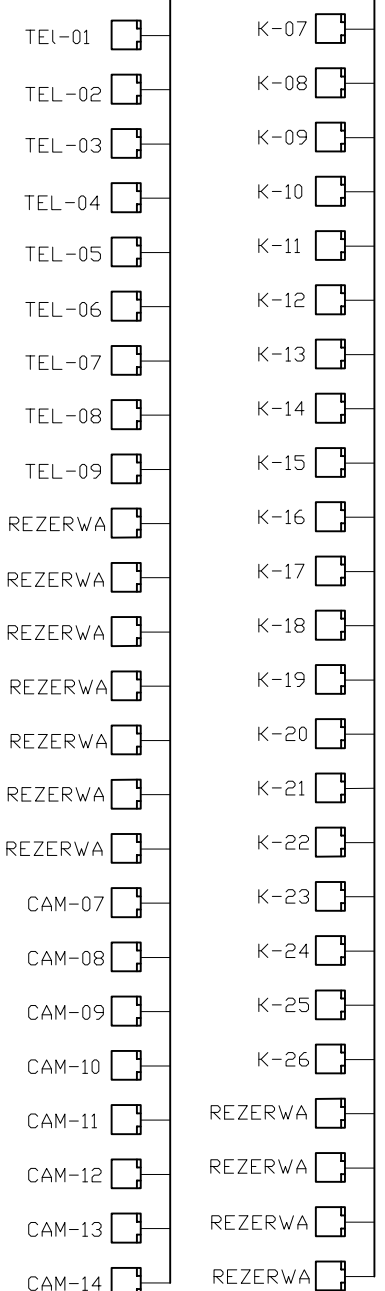 TEl-01
TEL-02
TEL-03
TEL-04
TEL-05
TEL-06
TEL-07
TEL-08
TEL-09
REZERWA
REZERWA
REZERWA
REZERWA
REZERWA
REZERWA
REZERWA
CAM-07
CAM-08
CAM-09
CAM-10
CAM-11
CAM-12
CAM-13
CAM-14
K-07
K-08
K-09
K-10
K-11
K-12
K-13
K-14
K-15
K-16
K-17
K-18
K-19
K-20
K-21
K-22
K-23
K-24
K-25
K-26
REZERWA
REZERWA
REZERWA
REZERWA